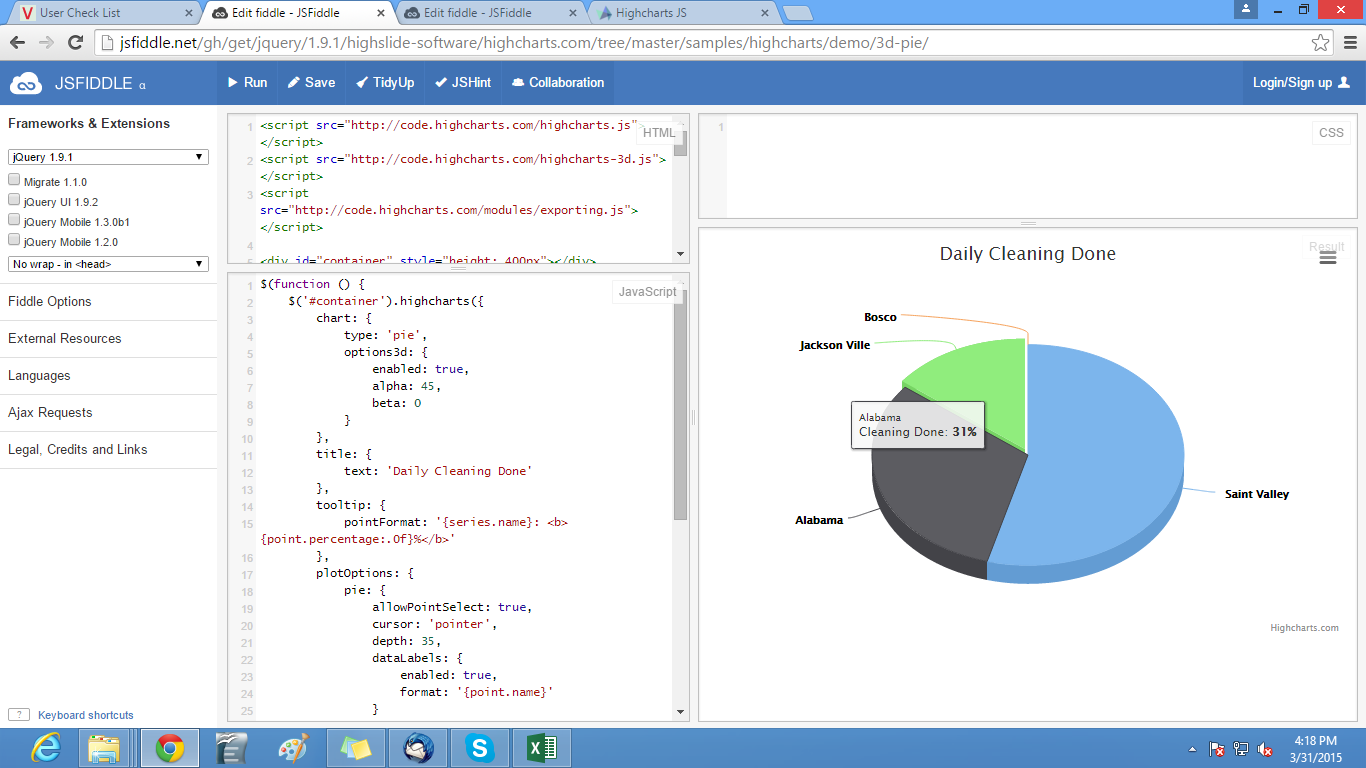 User Check List
Edit fiddle - JSFiddle
Edit fiddle - JSFiddle
Highcharts JS
jsfiddle.net/gh/get/jquery/1.9.1/highslide-software/highcharts.com/tree/master/samples/highcharts/demo/3d-pie/
JSFIDDLE α
Run
Save
TidyUp
JSHint
Collaboration
Login/Sign up
Frameworks & Extensions
jQuery 1.9.1
Migrate 1.1.0
jQuery UI 1.9.2
jQuery Mobile 1.3.0b1
jQuery Mobile 1.2.0
No wrap - in <head>
Fiddle Options
External Resources
Languages
Ajax Requests
Legal, Credits and Links
? Keyboard shortcuts
HTML
1 <script src="http://code.highcharts.com/highcharts.js">
</script>
2 <script src="http://code.highcharts.com/highcharts-3d.js">
</script>
3 <script
src="http://code.highcharts.com/modules/exporting.js">
</script>
4
5 <div id="container" style="height: 400px"></div>
JavaScript
1 $(function () {
2 $('#container').highcharts({
3 chart: {
4 type: 'pie',
5 options3d: {
6 enabled: true,
7 alpha: 45,
8 beta: 0
9 }
10 },
11 title: {
12 text: 'Daily Cleaning Done'
13 },
14 tooltip: {
15 pointFormat: '{series.name}: <b>
{point.percentage:.0f}%</b>'
16 },
17 plotOptions: {
18 pie: {
19 allowPointSelect: true,
20 cursor: 'pointer',
21 depth: 35,
22 dataLabels: {
23 enabled: true,
24 format: '{point.name}'
25 }
1
CSS
Result
Daily Cleaning Done
Bosco
Jackson Ville
Alabama
Cleaning Done: 31%
Saint Valley
Alabama
Highcharts.com
4:18 PM
3/31/2015